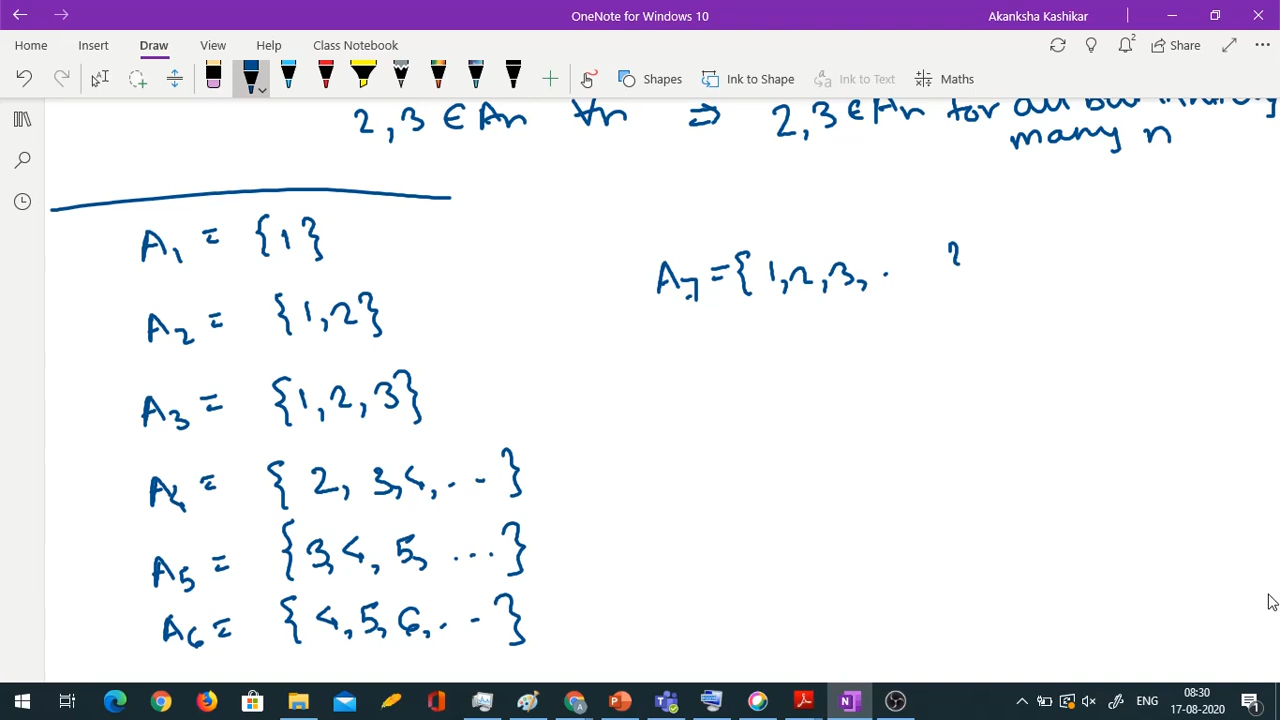 OneNote for Windows 10
Akanksha Kashikar
Home Insert Draw View Help Class Notebook Share
Shapes Ink to Shape Ink to Text Maths
2,3 ∈ An ∀n ⇒ 2,3 ∈ An for all but finitely
many n
A1 = {1}
A7 = { 1,2,3, .
A2 = {1,2}
A3 = {1,2,3}
A4 = { 2, 3,4, ... }
A5 = {3,4, 5, ...}
A6 = {4,5,6, ... }
ENG
08:30
17-08-2020
1